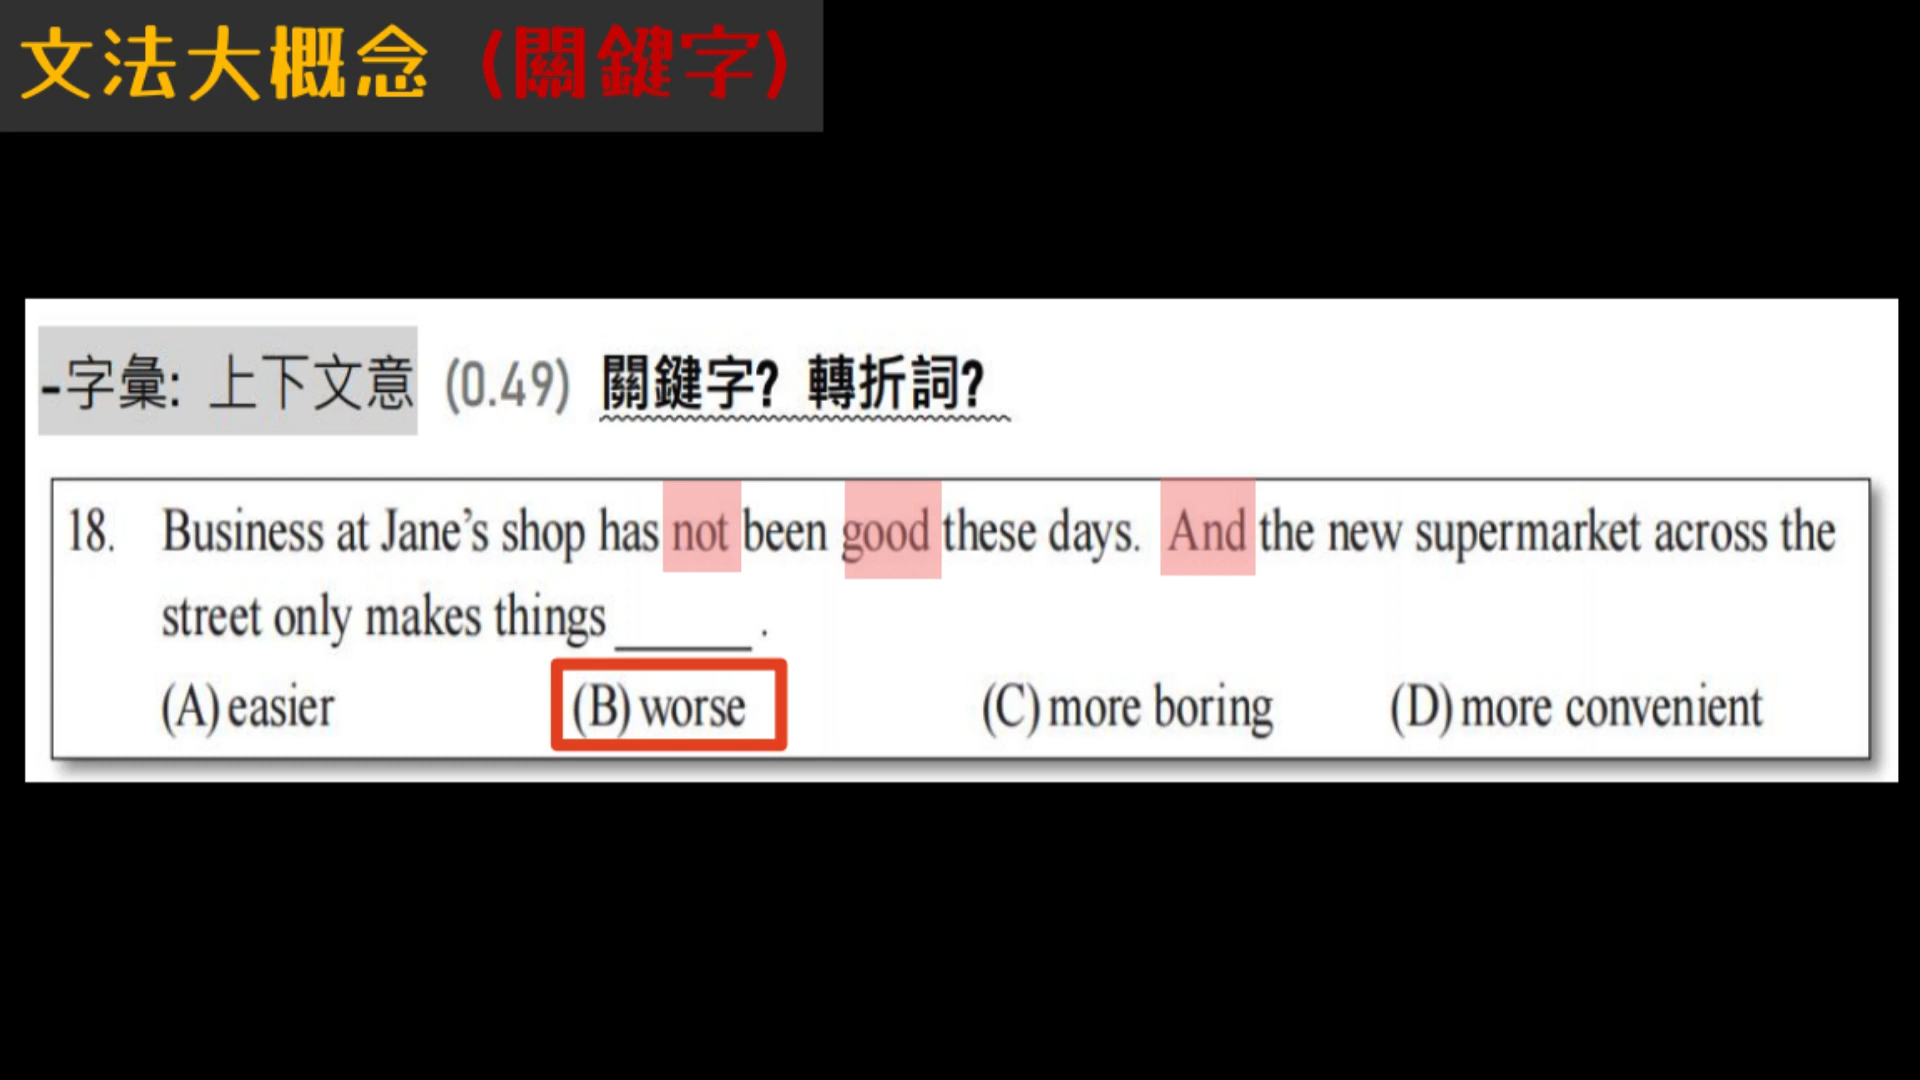 文法大概念 (關鍵字)
-字彙: 上下文意 (0.49) 關鍵字? 轉折詞?
18. Business at Jane’s shop has not been good these days. And the new supermarket across the
street only makes things ______ .
(A) easier (B) worse (C) more boring (D) more convenient